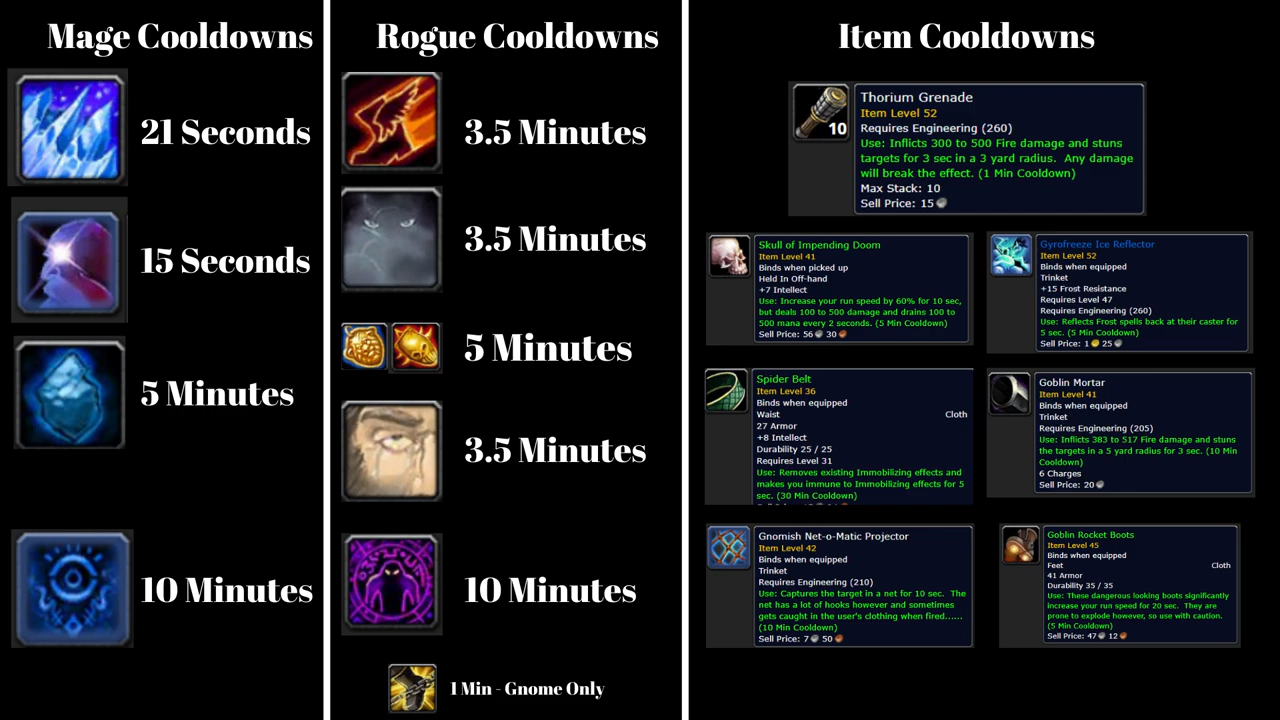 Mage Cooldowns
21 Seconds
15 Seconds
5 Minutes
10 Minutes
Rogue Cooldowns
3.5 Minutes
3.5 Minutes
5 Minutes
3.5 Minutes
10 Minutes
1 Min - Gnome Only
Item Cooldowns
10
Thorium Grenade
Item Level 52
Requires Engineering (260)
Use: Inflicts 300 to 500 Fire damage and stuns
targets for 3 sec in a 3 yard radius. Any damage
will break the effect. (1 Min Cooldown)
Max Stack: 10
Sell Price: 15
Skull of Impending Doom
Item Level 41
Binds when picked up
Held In Off-hand
+7 Intellect
Use: Increase your run speed by 60% for 10 sec,
but deals 100 to 500 damage and drains 100 to
500 mana every 2 seconds. (5 Min Cooldown)
Sell Price: 56 30
Gyrofreeze Ice Reflector
Item Level 52
Binds when equipped
Trinket
+15 Frost Resistance
Requires Level 47
Requires Engineering (260)
Use: Reflects Frost spells back at their caster for
5 sec. (5 Min Cooldown)
Sell Price: 1 25
Spider Belt
Item Level 36
Binds when equipped
Waist Cloth
27 Armor
+8 Intellect
Durability 25 / 25
Requires Level 31
Use: Removes existing Immobilizing effects and
makes you immune to Immobilizing effects for 5
sec. (30 Min Cooldown)
Goblin Mortar
Item Level 41
Binds when equipped
Trinket
Requires Engineering (205)
Use: Inflicts 383 to 517 Fire damage and stuns
the targets in a 5 yard radius for 3 sec. (10 Min
Cooldown)
6 Charges
Sell Price: 20
Gnomish Net-o-Matic Projector
Item Level 42
Binds when equipped
Trinket
Requires Engineering (210)
Use: Captures the target in a net for 10 sec. The
net has a lot of hooks however and sometimes
gets caught in the user's clothing when fired......
(10 Min Cooldown)
Sell Price: 7 50
Goblin Rocket Boots
Item Level 45
Binds when equipped
Feet Cloth
41 Armor
Durability 35 / 35
Use: These dangerous looking boots significantly
increase your run speed for 20 sec. They are
prone to explode however, so use with caution.
(5 Min Cooldown)
Sell Price: 47 12